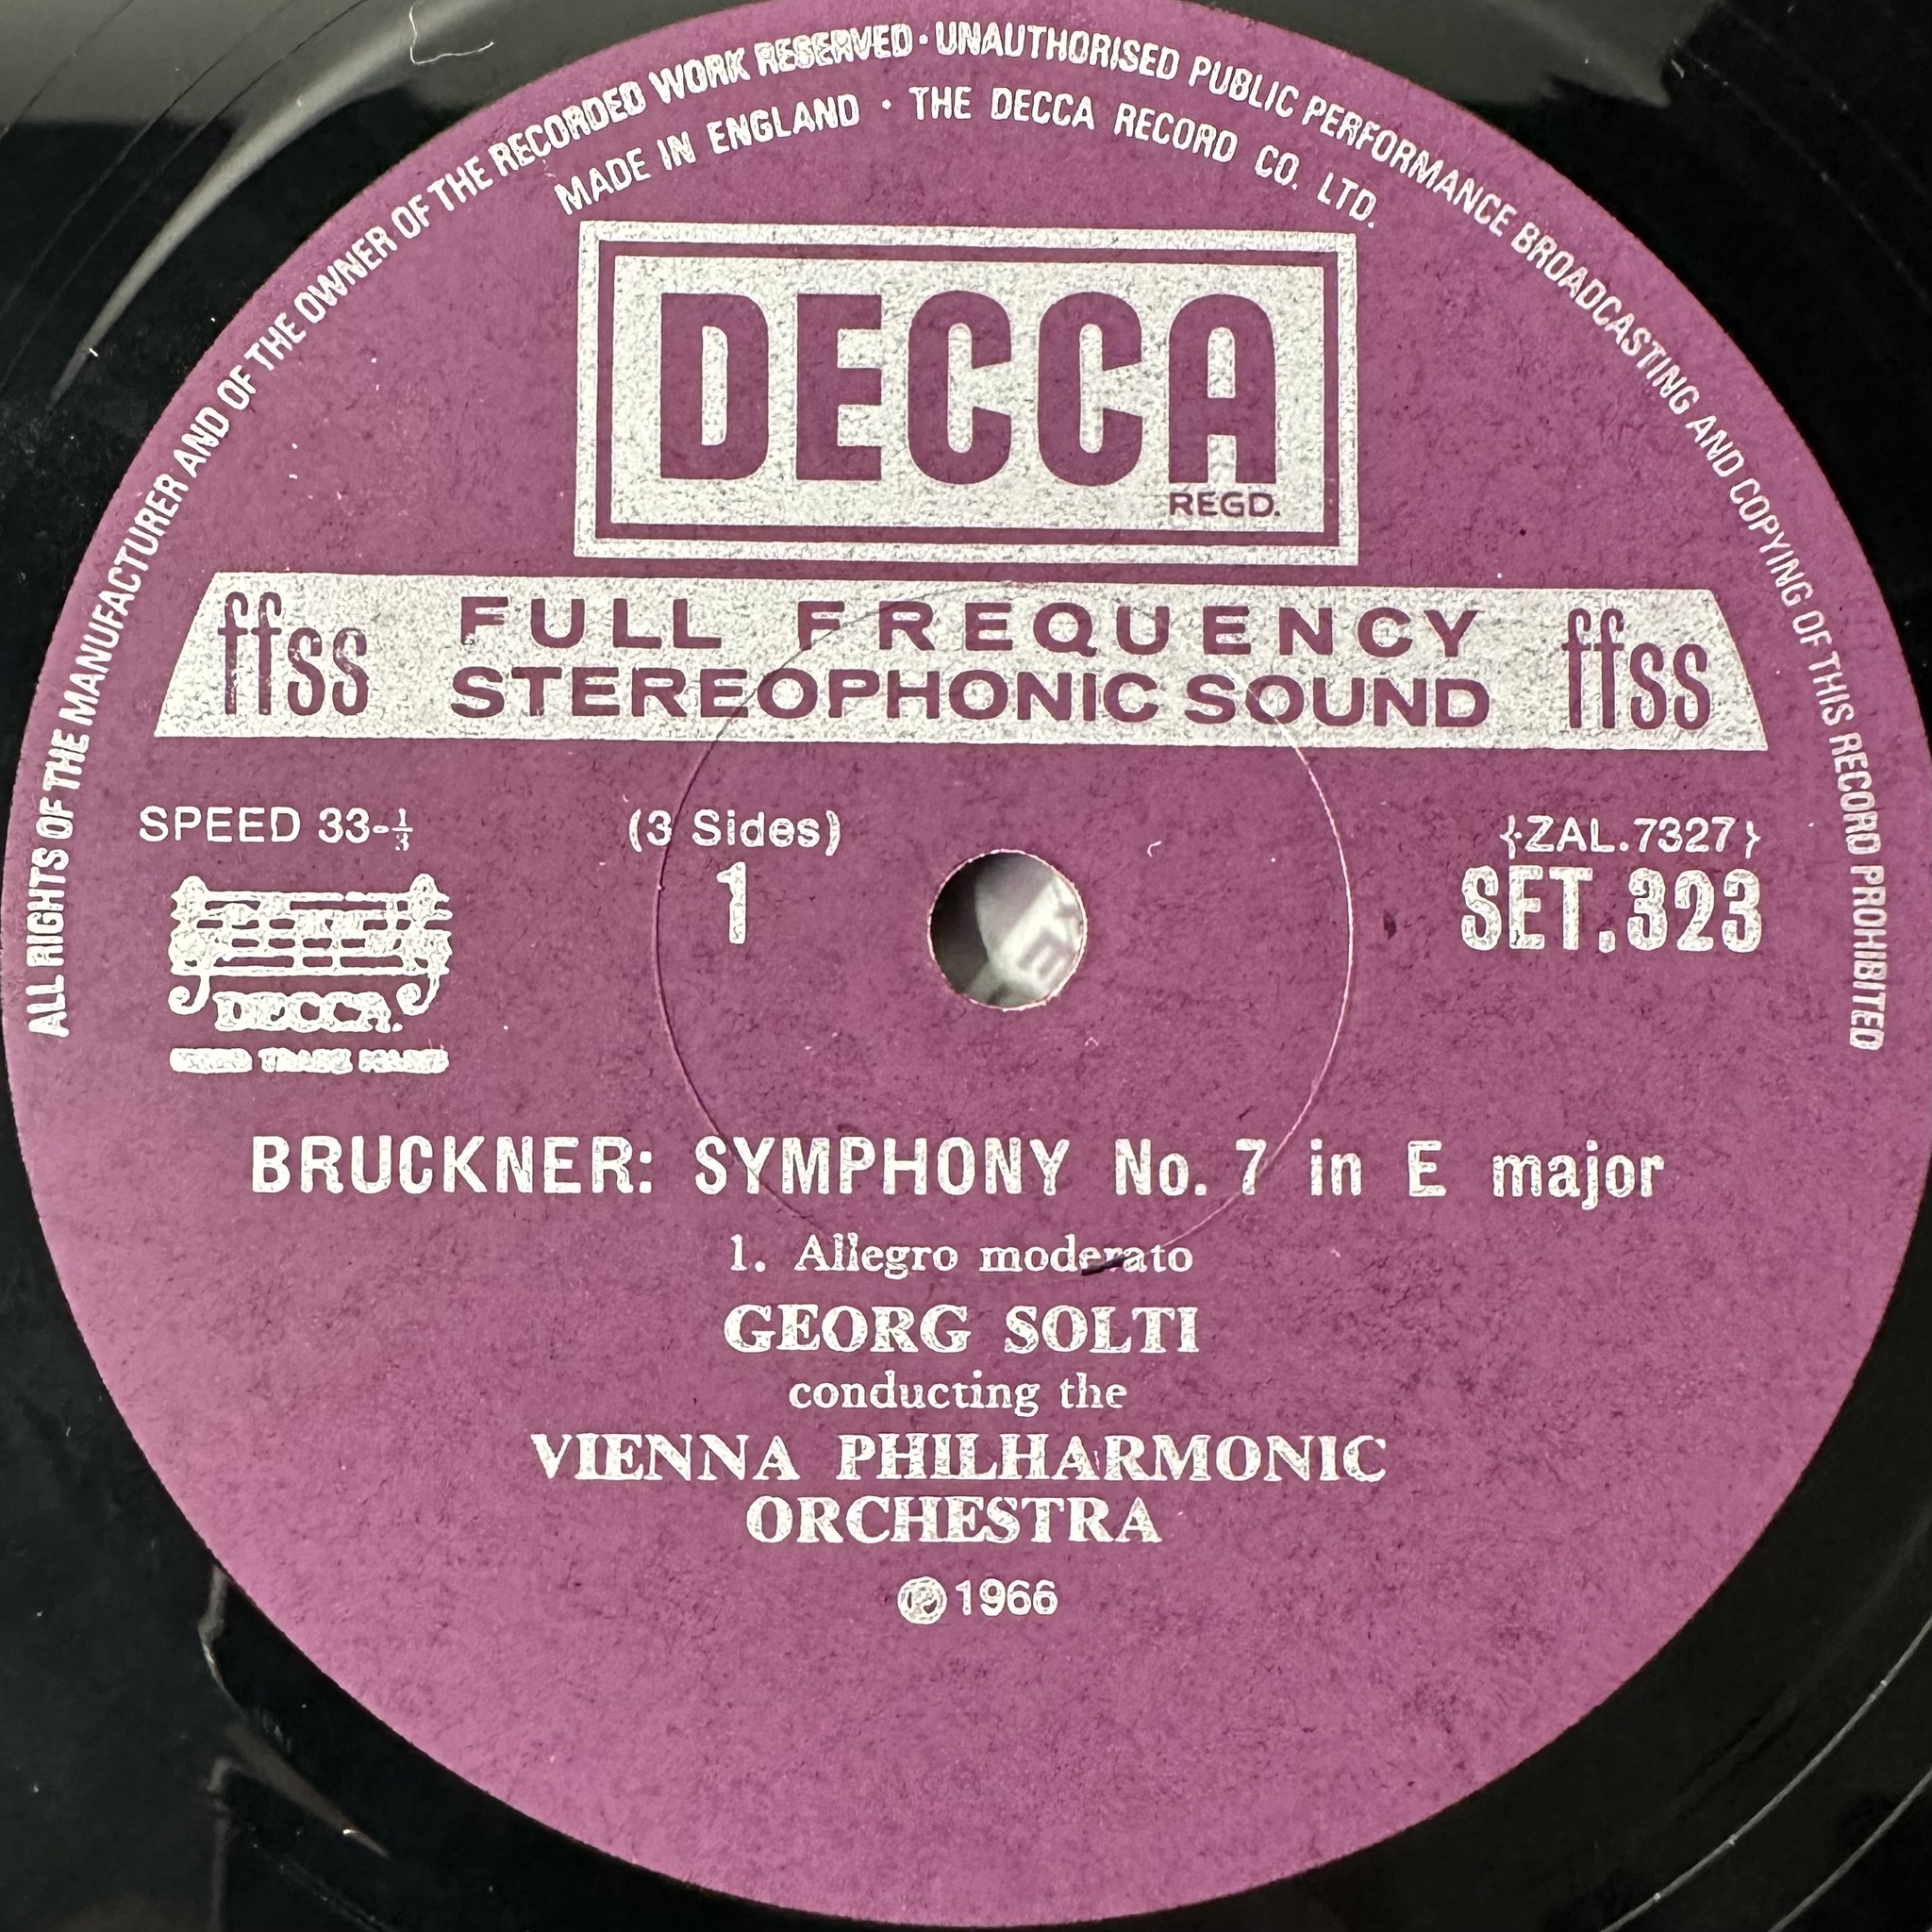 ALL RIGHTS OF THE MANUFACTURER AND OF THE OWNER OF THE RECORDED WORK RESERVED · UNAUTHORISED PUBLIC PERFORMANCE BROADCASTING AND COPYING OF THIS RECORD PROHIBITED
MADE IN ENGLAND · THE DECCA RECORD CO. LTD.
DECCA
REGD.
ffss FULL FREQUENCY ffss
STEREOPHONIC SOUND
SPEED 33-⅓ (3 Sides) {ZAL.7327}
1 SET.323
DECCA.
TRADE MARK
BRUCKNER: SYMPHONY No. 7 in E major
1. Allegro moderato
GEORG SOLTI
conducting the
VIENNA PHILHARMONIC
ORCHESTRA
℗ 1966